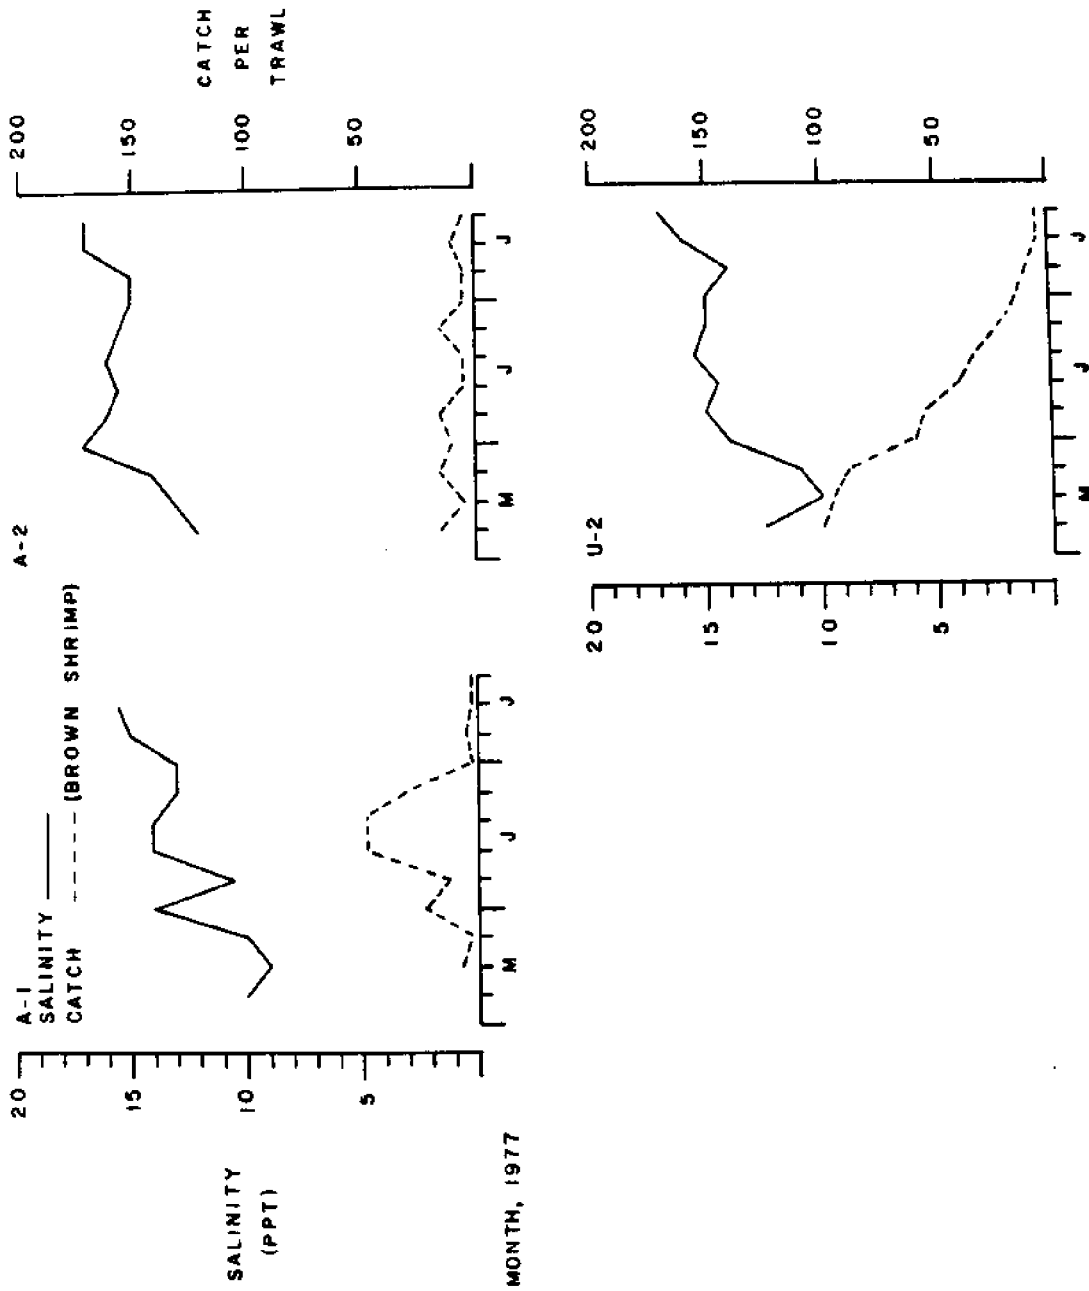 A-1
SALINITY
CATCH (BROWN SHRIMP)
A-2
20
15
10
5
SALINITY
(PPT)
200
150
100
50
CATCH
PER
TRAWL
M J J
M J J
MONTH, 1977
U-2
20
15
10
5
200
150
100
50
M J J